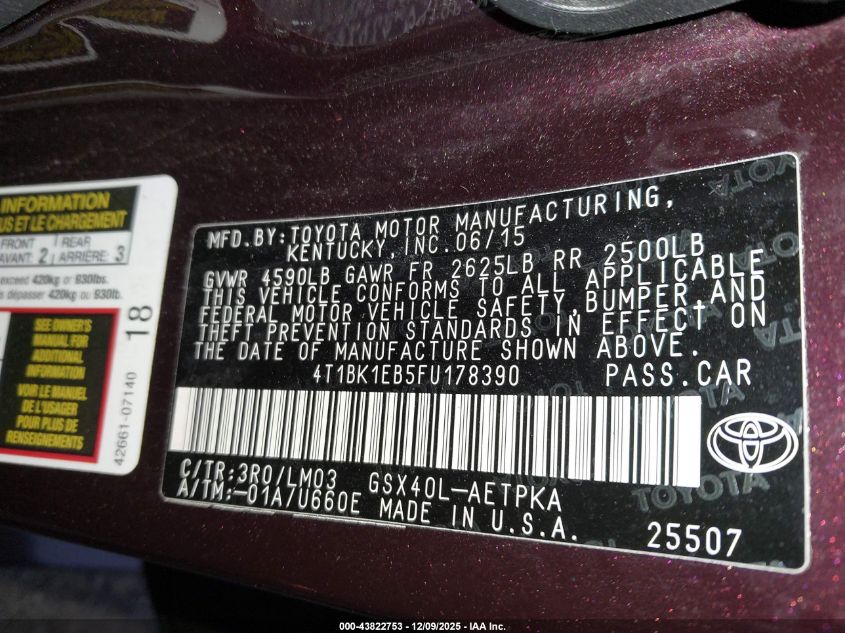 INFORMATION
US ET LE CHARGEMENT
FRONT
AVANT: 2
REAR
ARRIÈRE: 3
exceed 420kg or 930lbs.
dépasser 420kg ou 930lb.
SEE OWNER'S
MANUAL FOR
ADDITIONAL
INFORMATION
VOIR LE MANUEL
DE L'USAGER
POUR PLUS DE
RENSEIGNEMENTS
18
42661-07140
MFD.BY:TOYOTA MOTOR MANUFACTURING,
KENTUCKY, INC.06/15
GVWR 4590LB GAWR FR 2625LB RR 2500LB
THIS VEHICLE CONFORMS TO ALL APPLICABLE
FEDERAL MOTOR VEHICLE SAFETY,BUMPER,AND
THEFT PREVENTION STANDARDS IN EFFECT ON
THE DATE OF MANUFACTURE SHOWN ABOVE.
4T1BK1EB5FU178390 PASS.CAR
C/TR:3R0/LM03 GSX40L-AETPKA
A/TM:-01A/U660E MADE IN U.S.A.
25507
000-43822753 - 12/09/2025 - IAA Inc.